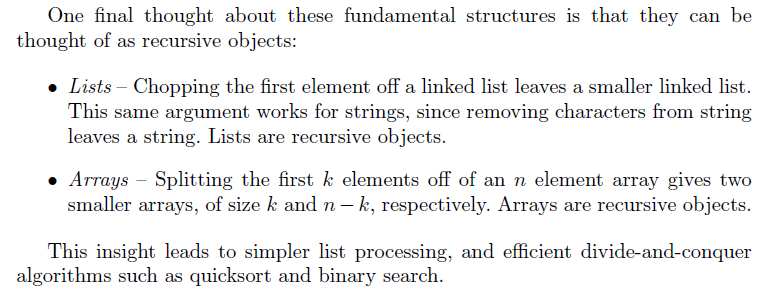 One final thought about these fundamental structures is that they can be
thought of as recursive objects:
• Lists – Chopping the first element off a linked list leaves a smaller linked list.
This same argument works for strings, since removing characters from string
leaves a string. Lists are recursive objects.
• Arrays – Splitting the first k elements off of an n element array gives two
smaller arrays, of size k and n − k, respectively. Arrays are recursive objects.
This insight leads to simpler list processing, and efficient divide-and-conquer
algorithms such as quicksort and binary search.